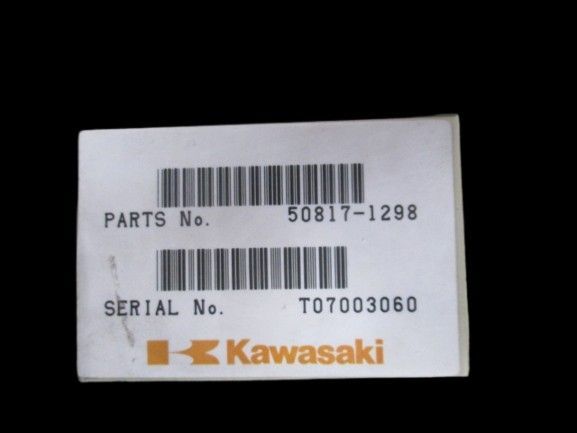 PARTS No. 50817-1298
SERIAL No. T07003060
Kawasaki